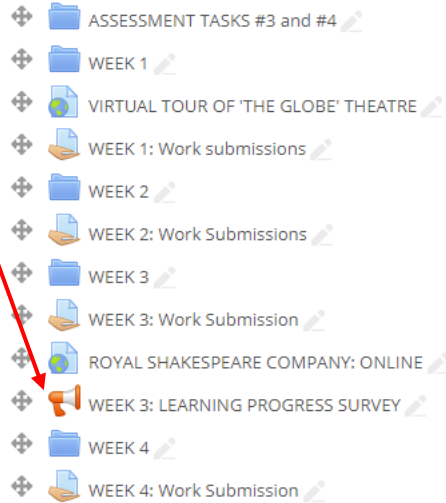 ASSESSMENT TASKS #3 and #4
WEEK 1
VIRTUAL TOUR OF 'THE GLOBE' THEATRE
WEEK 1: Work submissions
WEEK 2
WEEK 2: Work Submissions
WEEK 3
WEEK 3: Work Submission
ROYAL SHAKESPEARE COMPANY: ONLINE
WEEK 3: LEARNING PROGRESS SURVEY
WEEK 4
WEEK 4: Work Submission